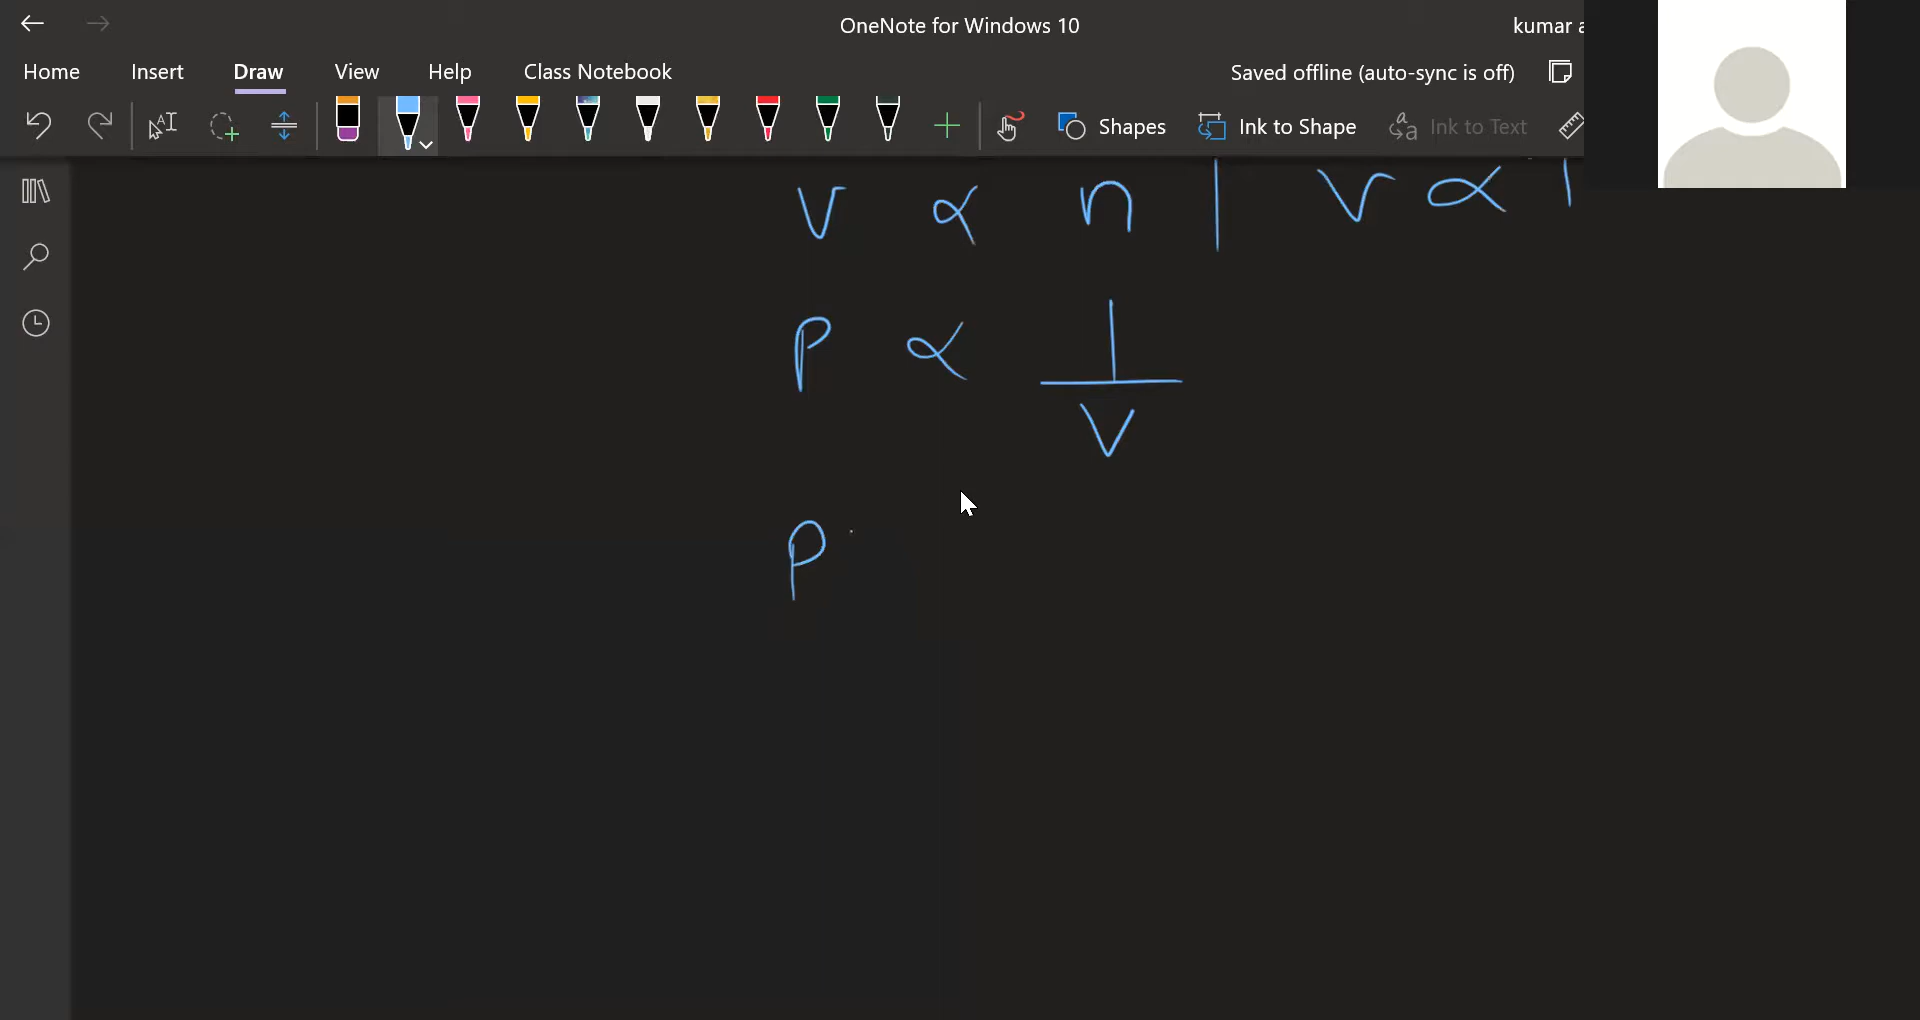 OneNote for Windows 10 kumar a
Home Insert Draw View Help Class Notebook Saved offline (auto-sync is off)
Shapes Ink to Shape Ink to Text
V ∝ n | V ∝
P ∝ 1/V
P